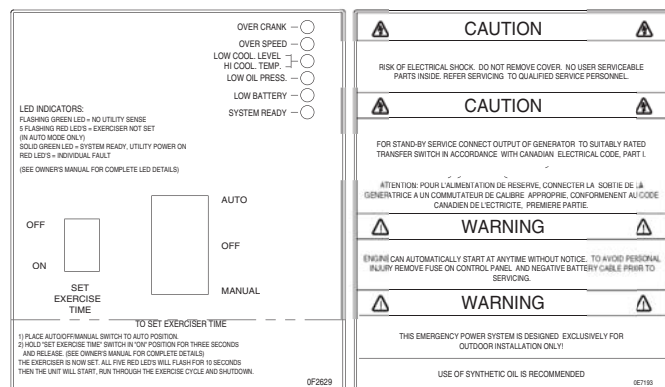 OVER CRANK
OVER SPEED
LOW COOL. LEVEL
HI COOL. TEMP.
LOW OIL PRESS.
LOW BATTERY
SYSTEM READY
LED INDICATORS:
FLASHING GREEN LED = NO UTILITY SENSE
5 FLASHING RED LED'S = EXERCISER NOT SET
(IN AUTO MODE ONLY)
SOLID GREEN LED = SYSTEM READY, UTILITY POWER ON
RED LED'S = INDIVIDUAL FAULT
(SEE OWNER'S MANUAL FOR COMPLETE LED DETAILS)
OFF
ON
SET
EXERCISE
TIME
AUTO
OFF
MANUAL
TO SET EXERCISER TIME
1) PLACE AUTO/OFF/MANUAL SWITCH TO AUTO POSITION.
2) HOLD "SET EXERCISE TIME" SWITCH IN "ON" POSITION FOR THREE SECONDS
AND RELEASE. (SEE OWNER'S MANUAL FOR COMPLETE DETAILS)
THE EXERCISER IS NOW SET. ALL FIVE RED LED'S WILL FLASH FOR 10 SECONDS
THEN THE UNIT WILL START, RUN THROUGH THE EXERCISE CYCLE AND SHUTDOWN.
0F2629
CAUTION
RISK OF ELECTRICAL SHOCK. DO NOT REMOVE COVER. NO USER SERVICEABLE
PARTS INSIDE. REFER SERVICING TO QUALIFIED SERVICE PERSONNEL.
CAUTION
FOR STAND-BY SERVICE CONNECT OUTPUT OF GENERATOR TO SUITABLY RATED
TRANSFER SWITCH IN ACCORDANCE WITH CANADIAN ELECTRICAL CODE, PART I.
ATTENTION: POUR L'ALIMENTATION DE RESERVE, CONNECTER LA SORTIE DE LA
GENERATRICE A UN COMMUTATEUR DE CALIBRE APPROPRIE, CONFORMENENT AU CODE
CANADIEN DE L'ECTRICITE, PREMIERE PARTIE.
WARNING
ENGINE CAN AUTOMATICALLY START AT ANYTIME WITHOUT NOTICE. TO AVOID PERSONAL
INJURY REMOVE FUSE ON CONTROL PANEL AND NEGATIVE BATTERY CABLE PRIOR TO
SERVICING.
WARNING
THIS EMERGENCY POWER SYSTEM IS DESIGNED EXCLUSIVELY FOR
OUTDOOR INSTALLATION ONLY!
USE OF SYNTHETIC OIL IS RECOMMENDED
0E7193